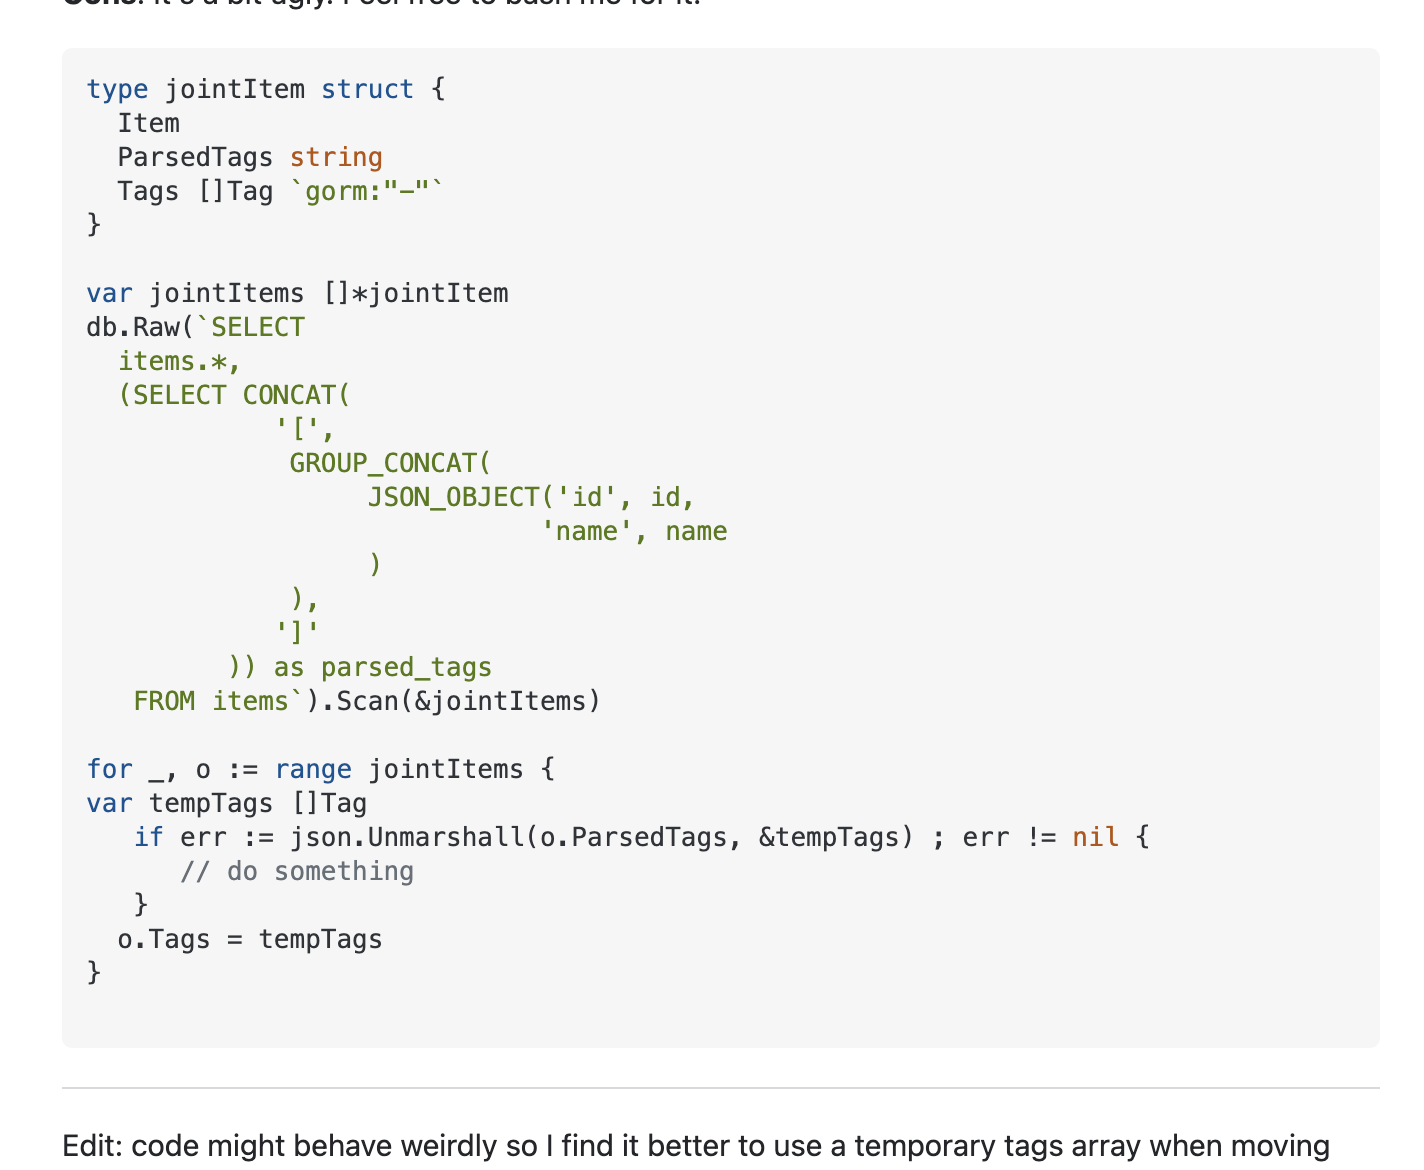 type jointItem struct {
  Item
  ParsedTags string
  Tags []Tag `gorm:"-"`
}
var jointItems []*jointItem
db.Raw(`SELECT
  items.*,
  (SELECT CONCAT(
            '[',
             GROUP_CONCAT(
                  JSON_OBJECT('id', id,
                             'name', name
                  )
             ),
            ']'
         )) as parsed_tags
   FROM items`).Scan(&jointItems)
for _, o := range jointItems {
var tempTags []Tag
   if err := json.Unmarshall(o.ParsedTags, &tempTags) ; err != nil {
      // do something
   }
  o.Tags = tempTags
}
Edit: code might behave weirdly so I find it better to use a temporary tags array when moving